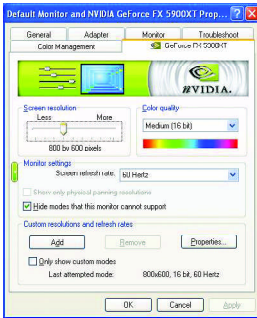 Default Monitor and NVIDIA GeForce FX 5900XT Prop...
General Adapter Monitor Troubleshoot
Color Management GeForce FX 5900XT
NVIDIA.
Screen resolution
Less More
800 by 600 pixels
Color quality
Medium (16 bit)
Monitor settings
Screen refresh rate: 60 Hertz
Show only physical panning resolutions
Hide modes that this monitor cannot support
Custom resolutions and refresh rates
Add Remove Properties...
Only show custom modes
Last attempted mode: 800x600, 16 bit, 60 Hertz
OK Cancel Apply